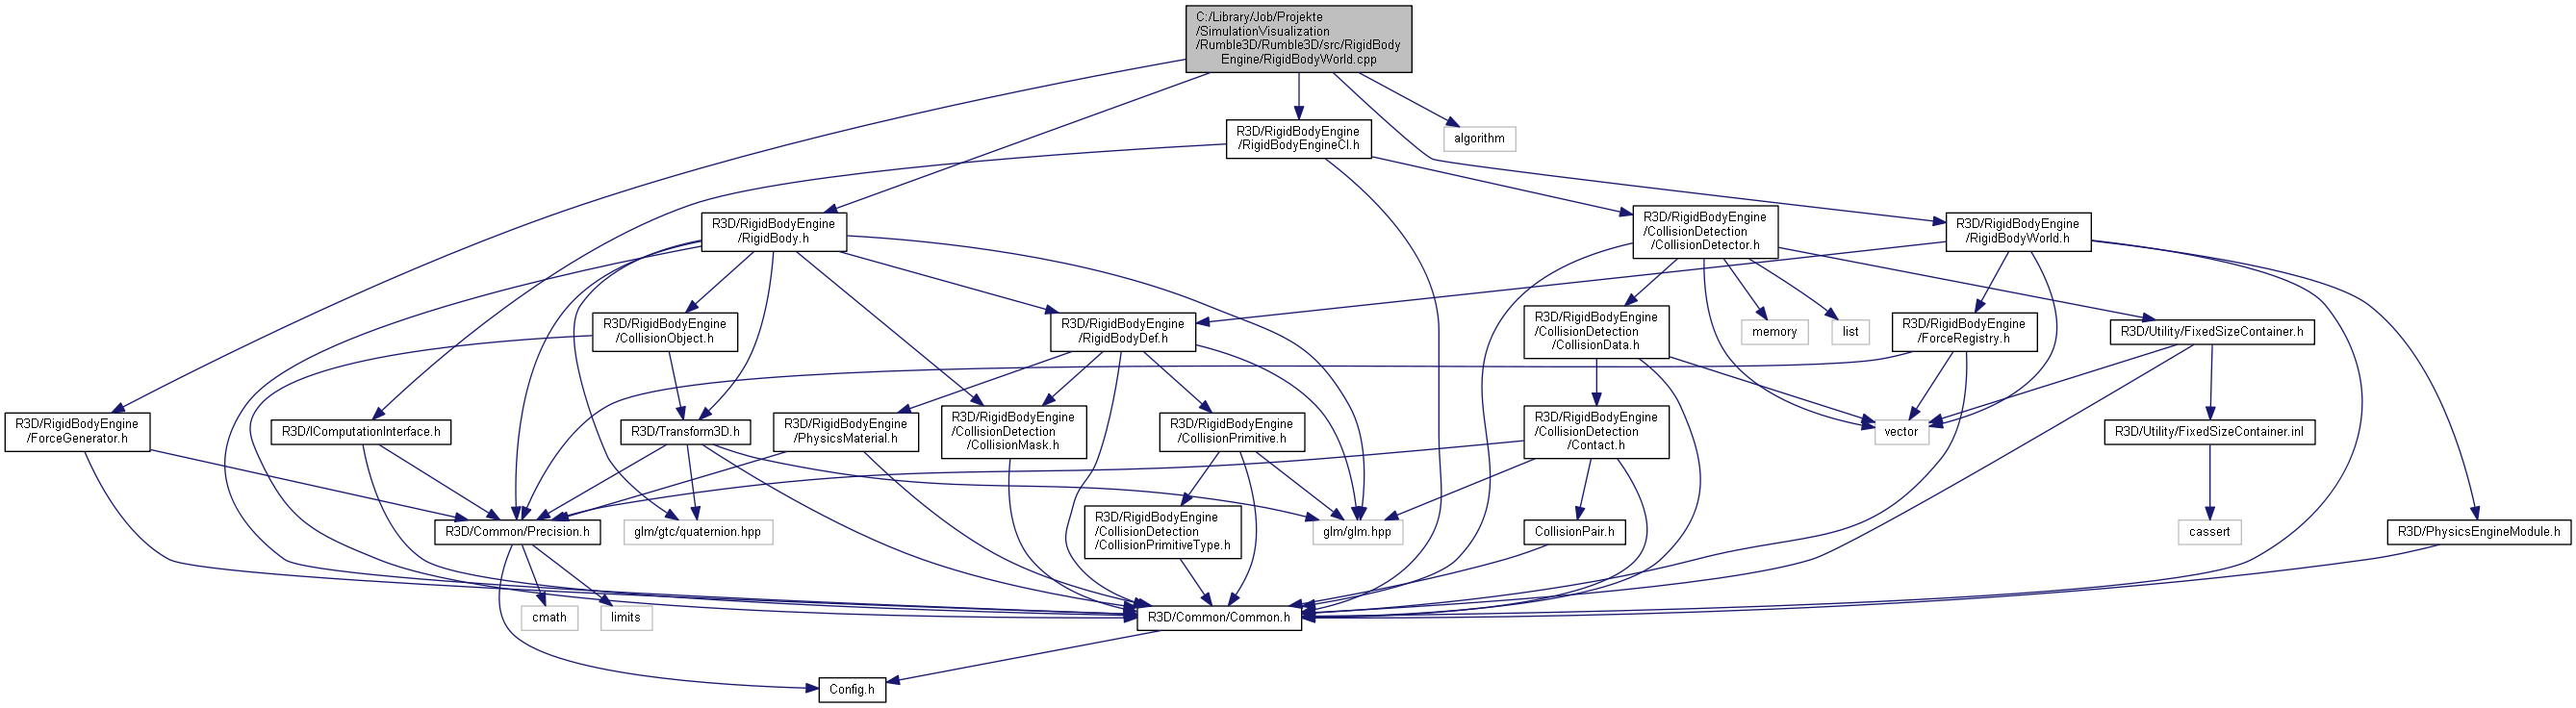 C:/Library/Job/Projekte
/SimulationVisualization
/Rumble3D/Rumble3D/src/RigidBody
Engine/RigidBodyWorld.cpp
R3D/RigidBodyEngine
/RigidBodyEngineCI.h
algorithm
R3D/RigidBodyEngine
/RigidBody.h
R3D/RigidBodyEngine
/CollisionDetection
/CollisionDetector.h
R3D/RigidBodyEngine
/RigidBodyWorld.h
R3D/RigidBodyEngine
/CollisionObject.h
R3D/RigidBodyEngine
/RigidBodyDef.h
R3D/RigidBodyEngine
/CollisionDetection
/CollisionData.h
memory
list
R3D/RigidBodyEngine
/ForceRegistry.h
R3D/Utility/FixedSizeContainer.h
R3D/RigidBodyEngine
/ForceGenerator.h
R3D/IComputationInterface.h
R3D/Transform3D.h
R3D/RigidBodyEngine
/PhysicsMaterial.h
R3D/RigidBodyEngine
/CollisionDetection
/CollisionMask.h
R3D/RigidBodyEngine
/CollisionPrimitive.h
R3D/RigidBodyEngine
/CollisionDetection
/Contact.h
vector
R3D/Utility/FixedSizeContainer.inl
R3D/Common/Precision.h
glm/gtc/quaternion.hpp
R3D/RigidBodyEngine
/CollisionDetection
/CollisionPrimitiveType.h
glm/glm.hpp
CollisionPair.h
cassert
R3D/PhysicsEngineModule.h
cmath
limits
R3D/Common/Common.h
Config.h